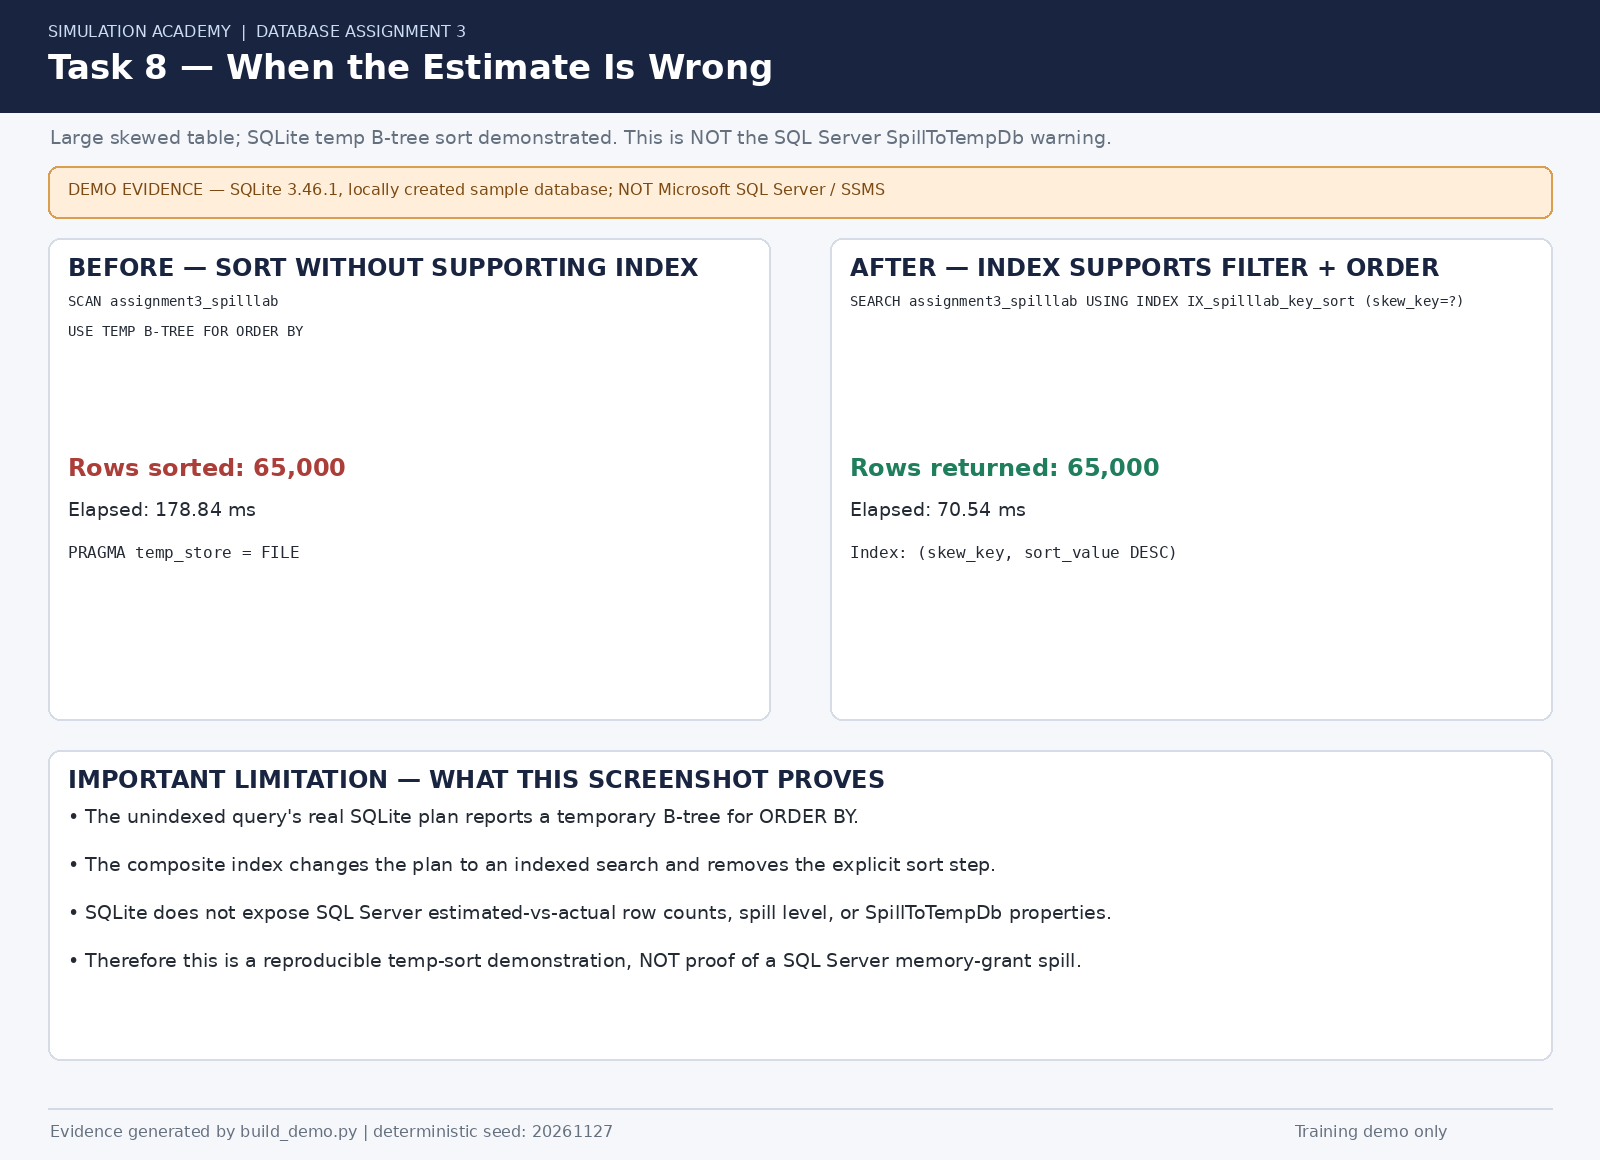 SIMULATION ACADEMY | DATABASE ASSIGNMENT 3
Task 8 — When the Estimate Is Wrong
Large skewed table; SQLite temp B-tree sort demonstrated. This is NOT the SQL Server SpillToTempDb warning.
DEMO EVIDENCE — SQLite 3.46.1, locally created sample database; NOT Microsoft SQL Server / SSMS
BEFORE — SORT WITHOUT SUPPORTING INDEX
SCAN assignment3_spilllab
USE TEMP B-TREE FOR ORDER BY
Rows sorted: 65,000
Elapsed: 178.84 ms
PRAGMA temp_store = FILE
AFTER — INDEX SUPPORTS FILTER + ORDER
SEARCH assignment3_spilllab USING INDEX IX_spilllab_key_sort (skew_key=?)
Rows returned: 65,000
Elapsed: 70.54 ms
Index: (skew_key, sort_value DESC)
IMPORTANT LIMITATION — WHAT THIS SCREENSHOT PROVES
• The unindexed query's real SQLite plan reports a temporary B-tree for ORDER BY.
• The composite index changes the plan to an indexed search and removes the explicit sort step.
• SQLite does not expose SQL Server estimated-vs-actual row counts, spill level, or SpillToTempDb properties.
• Therefore this is a reproducible temp-sort demonstration, NOT proof of a SQL Server memory-grant spill.
Evidence generated by build_demo.py | deterministic seed: 20261127
Training demo only